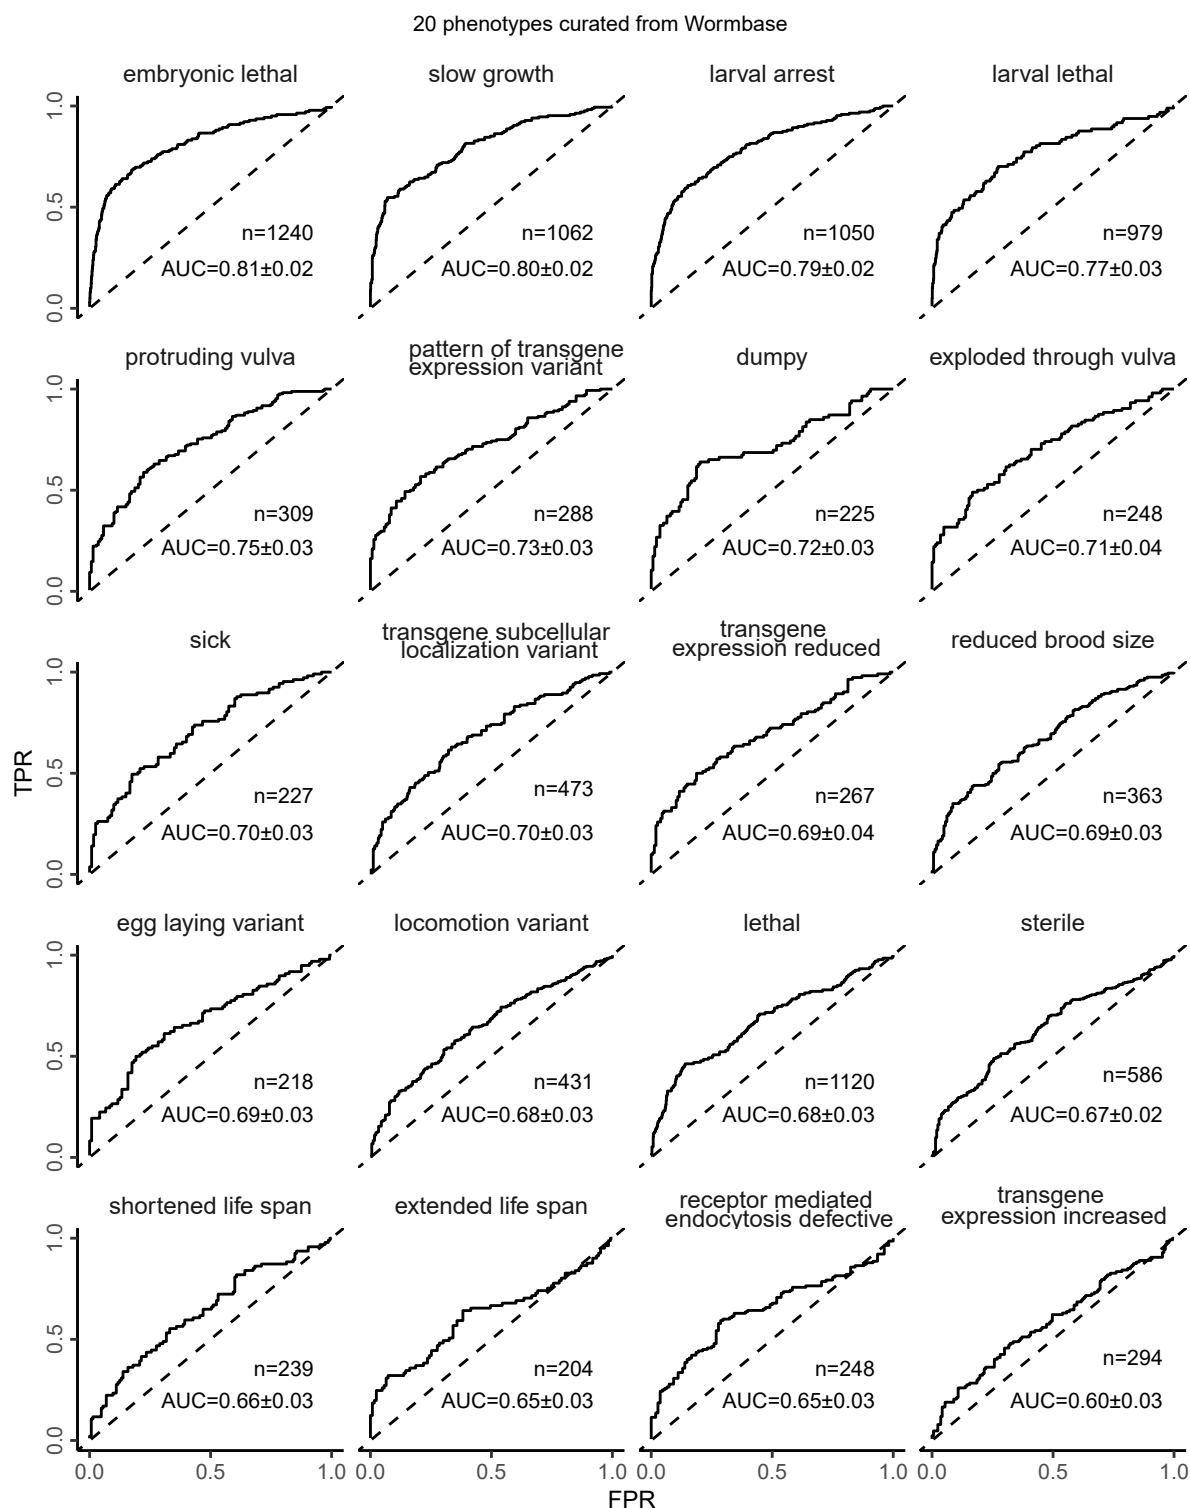 20 phenotypes curated from Wormbase
embryonic lethal
slow growth
larval arrest
larval lethal
1.0
0.5
0.0
n=1240
AUC=0.81±0.02
n=1062
AUC=0.80±0.02
n=1050
AUC=0.79±0.02
n=979
AUC=0.77±0.03
protruding vulva
pattern of transgene
expression variant
dumpy
exploded through vulva
1.0
0.5
0.0
n=309
AUC=0.75±0.03
n=288
AUC=0.73±0.03
n=225
AUC=0.72±0.03
n=248
AUC=0.71±0.04
sick
transgene subcellular
localization variant
transgene
expression reduced
reduced brood size
TPR
1.0
0.5
0.0
n=227
AUC=0.70±0.03
n=473
AUC=0.70±0.03
n=267
AUC=0.69±0.04
n=363
AUC=0.69±0.03
egg laying variant
locomotion variant
lethal
sterile
1.0
0.5
0.0
n=218
AUC=0.69±0.03
n=431
AUC=0.68±0.03
n=1120
AUC=0.68±0.03
n=586
AUC=0.67±0.02
shortened life span
extended life span
receptor mediated
endocytosis defective
transgene
expression increased
1.0
0.5
0.0
n=239
AUC=0.66±0.03
n=204
AUC=0.65±0.03
n=248
AUC=0.65±0.03
n=294
AUC=0.60±0.03
0.0 0.5 1.0
0.0 0.5 1.0
0.0 0.5 1.0
0.0 0.5 1.0
FPR